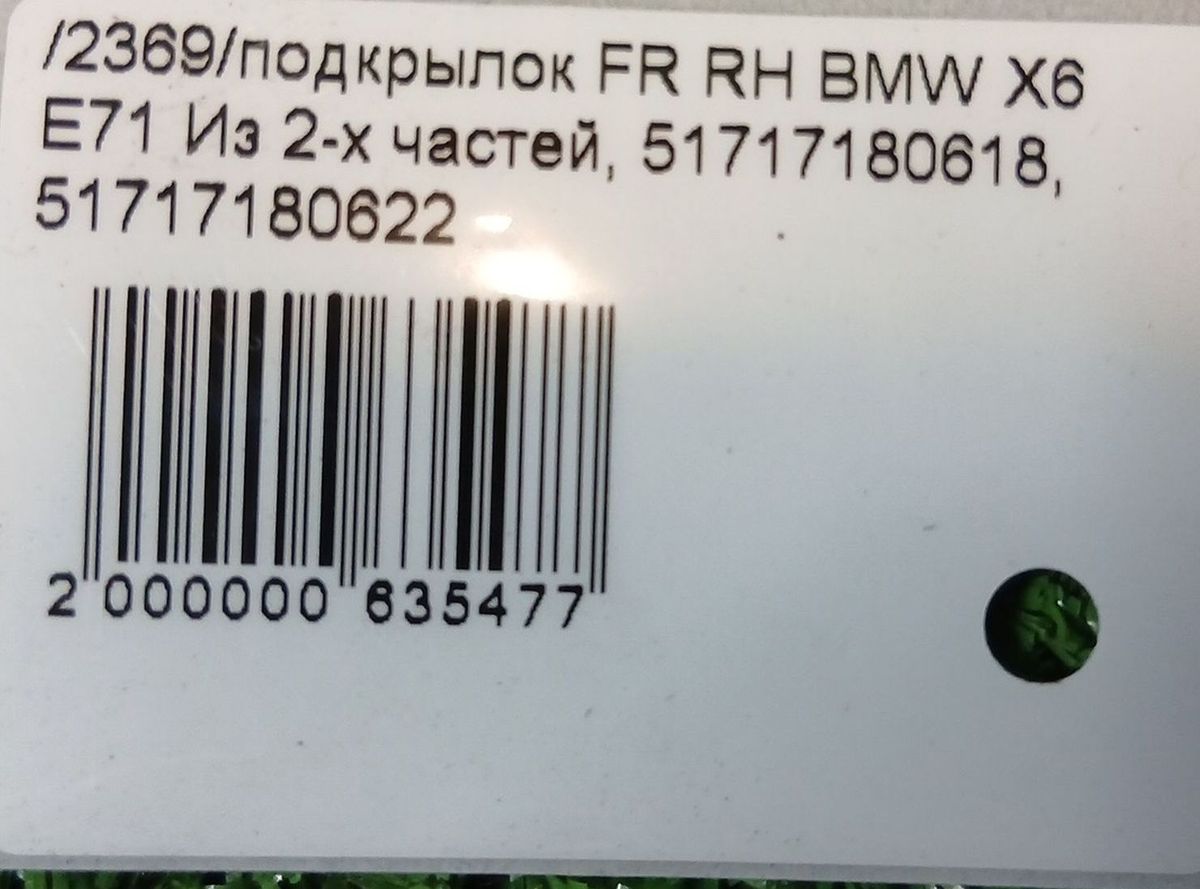 /2369/подкрылок FR RH BMW X6
E71 Из 2-х частей, 51717180618,
51717180622
2 000000 635477